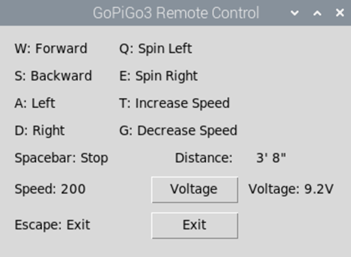 GoPiGo3 Remote Control
W: Forward Q: Spin Left
S: Backward E: Spin Right
A: Left T: Increase Speed
D: Right G: Decrease Speed
Spacebar: Stop Distance: 3' 8"
Speed: 200 Voltage Voltage: 9.2V
Escape: Exit Exit